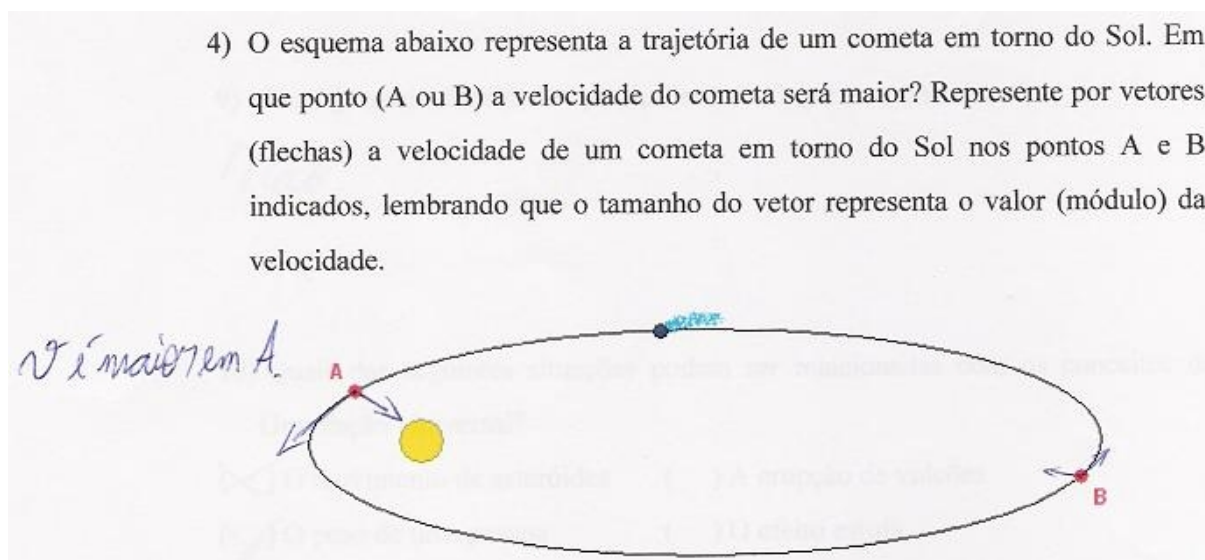 4) O esquema abaixo representa a trajetória de um cometa em torno do Sol. Em
que ponto (A ou B) a velocidade do cometa será maior? Represente por vetores
(flechas) a velocidade de um cometa em torno do Sol nos pontos A e B
indicados, lembrando que o tamanho do vetor representa o valor (módulo) da
velocidade.
V é maior em A.
A
B